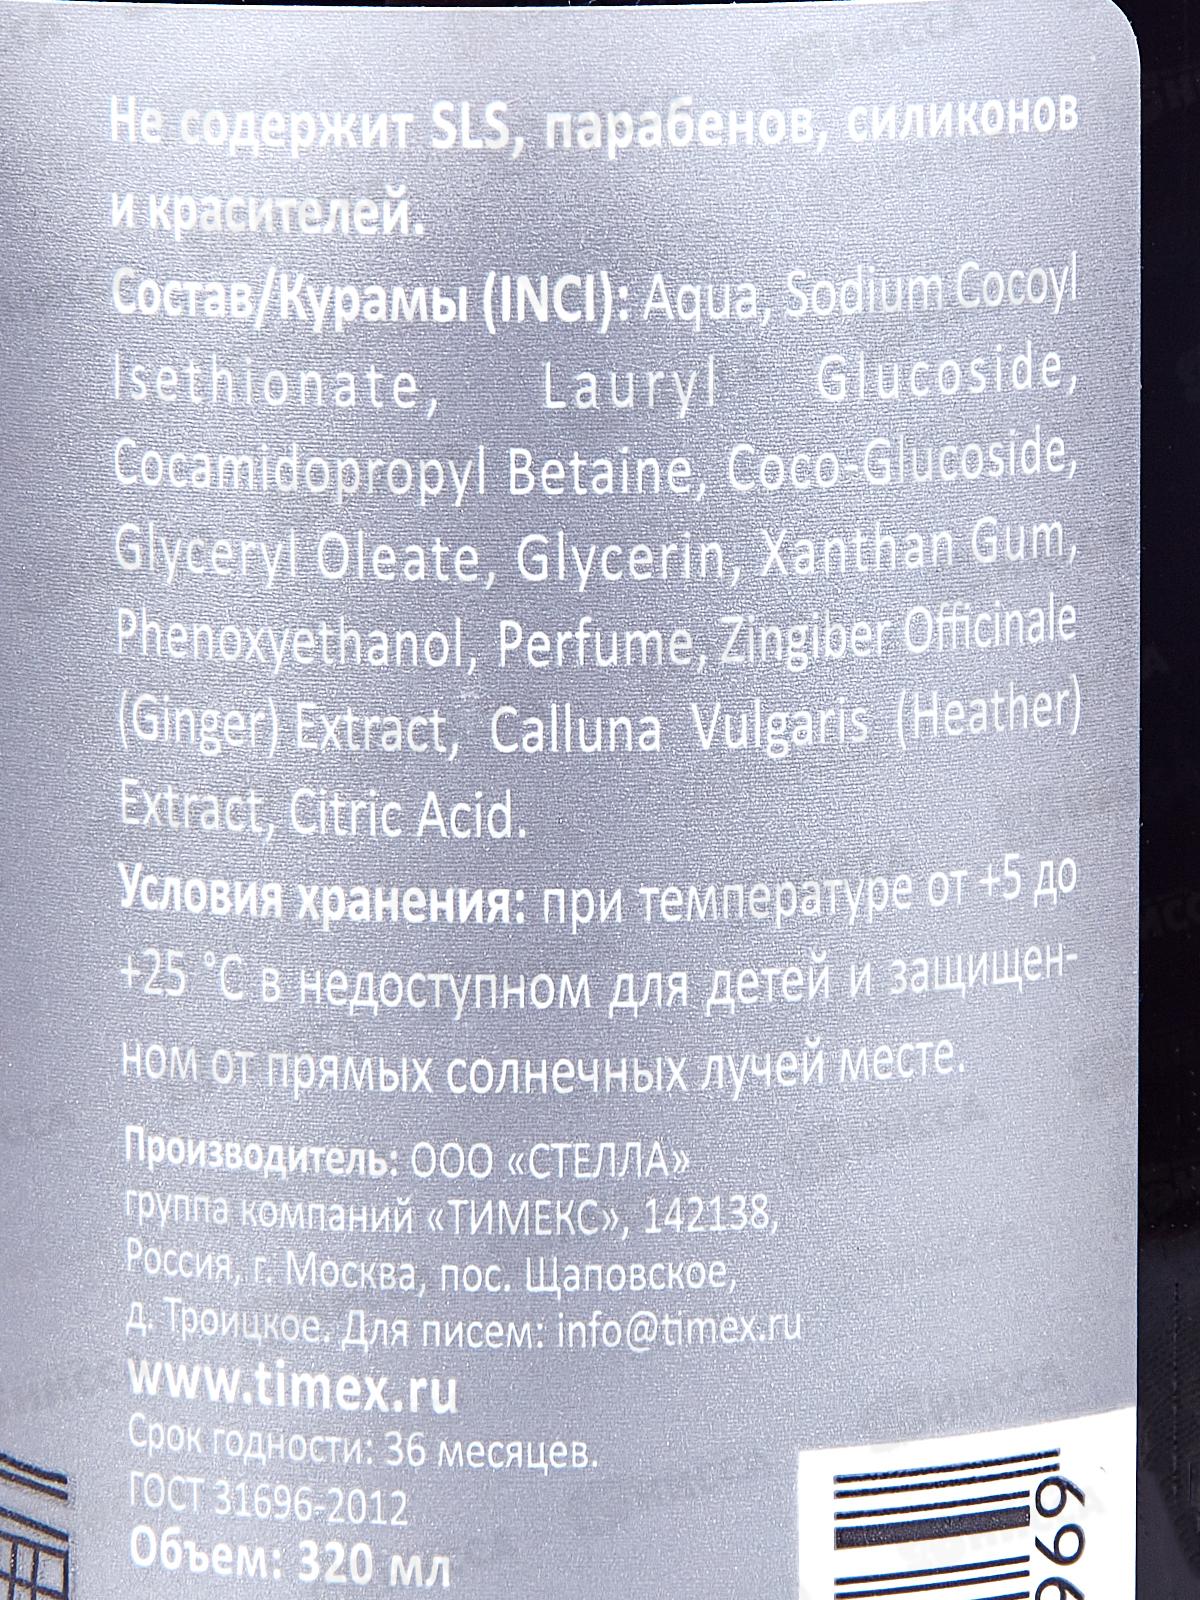 Не содержит SLS, парабенов, силиконов
и красителей.
Состав/Курамы (INCI): Aqua, Sodium Cocoyl
Isethionate, Lauryl Glucoside,
Cocamidopropyl Betaine, Coco-Glucoside,
Glyceryl Oleate, Glycerin, Xanthan Gum,
Phenoxyethanol, Perfume, Zingiber Officinale
(Ginger) Extract, Calluna Vulgaris (Heather)
Extract, Citric Acid.
Условия хранения: при температуре от +5 до
+25 °C в недоступном для детей и защищен-
ном от прямых солнечных лучей месте.
Производитель: ООО «СТЕЛЛА»
группа компаний «ТИМЕКС», 142138,
Россия, г. Москва, пос. Щаповское,
д. Троицкое. Для писем: info@timex.ru
www.timex.ru
Срок годности: 36 месяцев.
ГОСТ 31696-2012
Объем: 320 мл
696